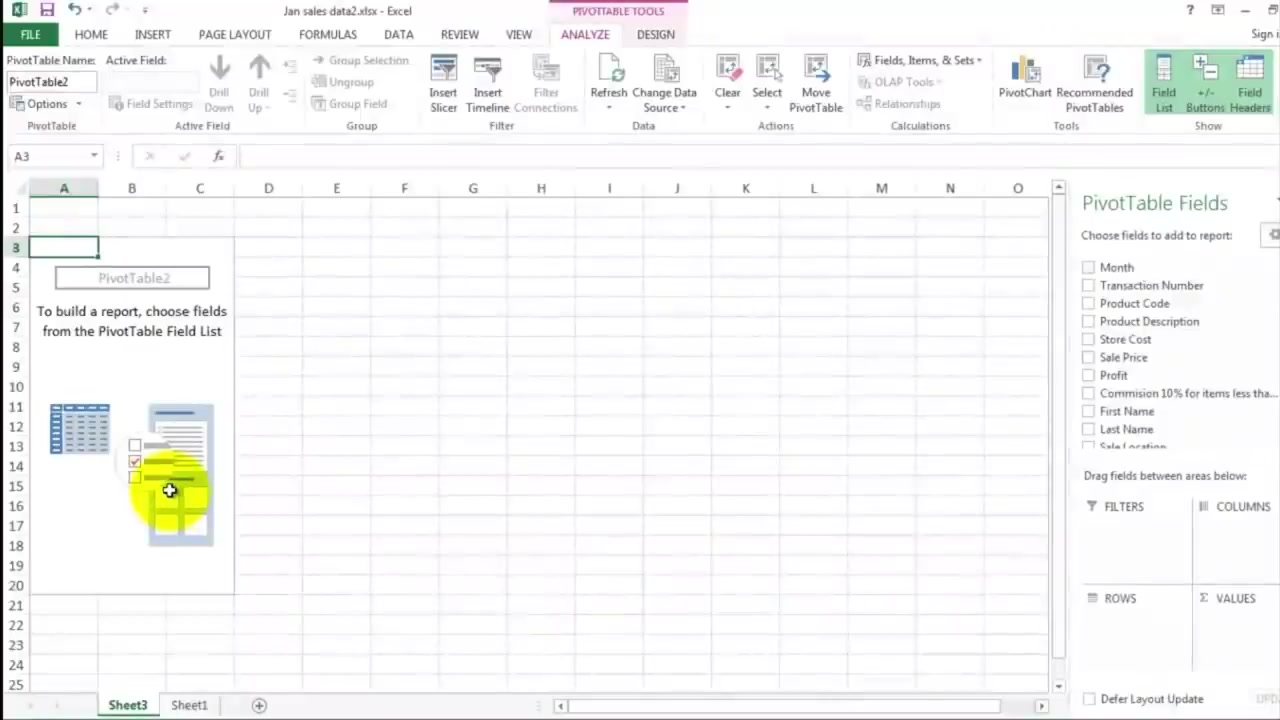 Jan sales data2.xlsx - Excel
PIVOTTABLE TOOLS
?
FILE HOME INSERT PAGE LAYOUT FORMULAS DATA REVIEW VIEW ANALYZE DESIGN Sign i
PivotTable Name: Active Field:
PivotTable2
Options Field Settings
PivotTable
Drill Down
Drill Up
Active Field
Group Selection
Ungroup
Group Field
Group
Insert Slicer
Insert Timeline
Filter Connections
Filter
Refresh
Change Data Source
Data
Clear
Select
Move PivotTable
Actions
Fields, Items, & Sets
OLAP Tools
Relationships
Calculations
PivotChart
Recommended PivotTables
Tools
Field List
+/- Buttons
Field Headers
Show
A3 fx
A B C D E F G H I J K L M N O
1
2
3
4
5
6
7
8
9
10
11
12
13
14
15
16
17
18
19
20
21
22
23
24
25
PivotTable2
To build a report, choose fields
from the PivotTable Field List
PivotTable Fields
Choose fields to add to report:
Month
Transaction Number
Product Code
Product Description
Store Cost
Sale Price
Profit
Commision 10% for items less tha...
First Name
Last Name
Sale Location
Drag fields between areas below:
FILTERS COLUMNS
ROWS Σ VALUES
Defer Layout Update UPD
Sheet3 Sheet1